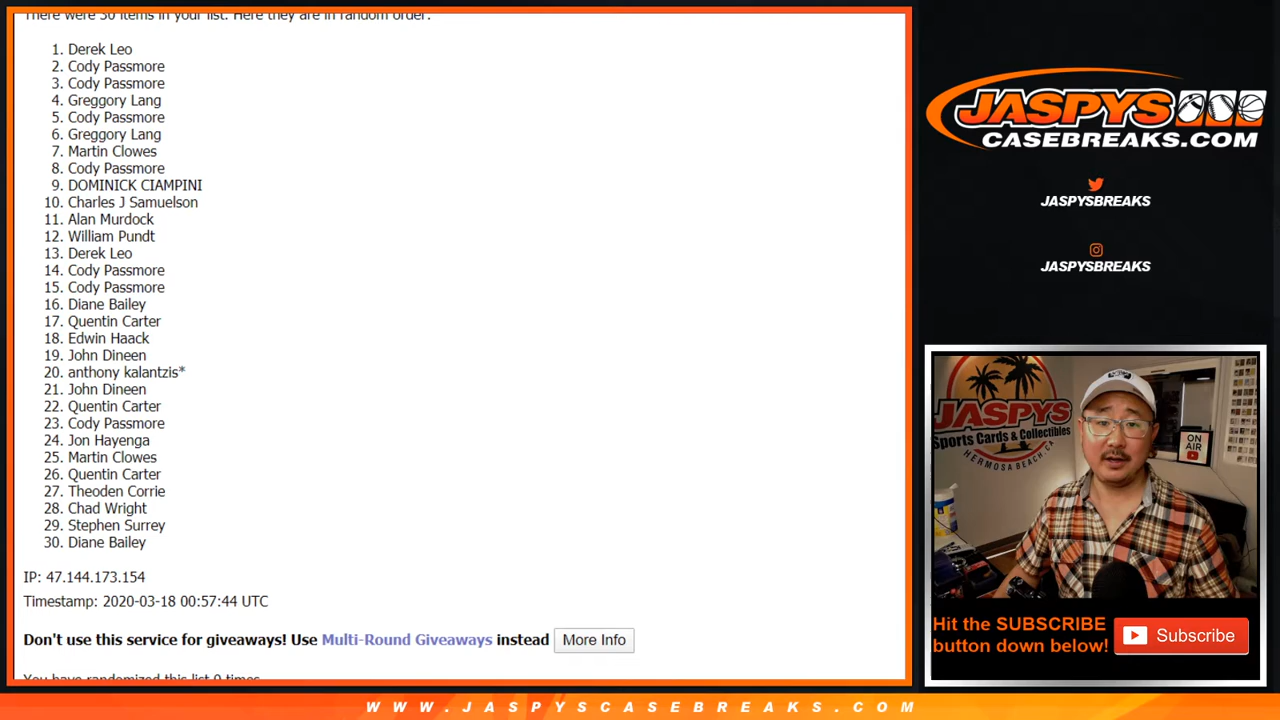 There were 30 items in your list. Here they are in random order:
1. Derek Leo
2. Cody Passmore
3. Cody Passmore
4. Greggory Lang
5. Cody Passmore
6. Greggory Lang
7. Martin Clowes
8. Cody Passmore
9. DOMINICK CIAMPINI
10. Charles J Samuelson
11. Alan Murdock
12. William Pundt
13. Derek Leo
14. Cody Passmore
15. Cody Passmore
16. Diane Bailey
17. Quentin Carter
18. Edwin Haack
19. John Dineen
20. anthony kalantzis*
21. John Dineen
22. Quentin Carter
23. Cody Passmore
24. Jon Hayenga
25. Martin Clowes
26. Quentin Carter
27. Theoden Corrie
28. Chad Wright
29. Stephen Surrey
30. Diane Bailey
IP: 47.144.173.154
Timestamp: 2020-03-18 00:57:44 UTC
Don't use this service for giveaways! Use Multi-Round Giveaways instead More Info
You have randomized this list 9 times
JASPYS
CASEBREAKS.COM
JASPYSBREAKS
JASPYSBREAKS
JASPYS
Sports Cards & Collectibles
HERMOSA BEACH, CA
ON
AIR
Hit the SUBSCRIBE
button down below!
Subscribe
WWW.JASPYSCASEBREAKS.COM